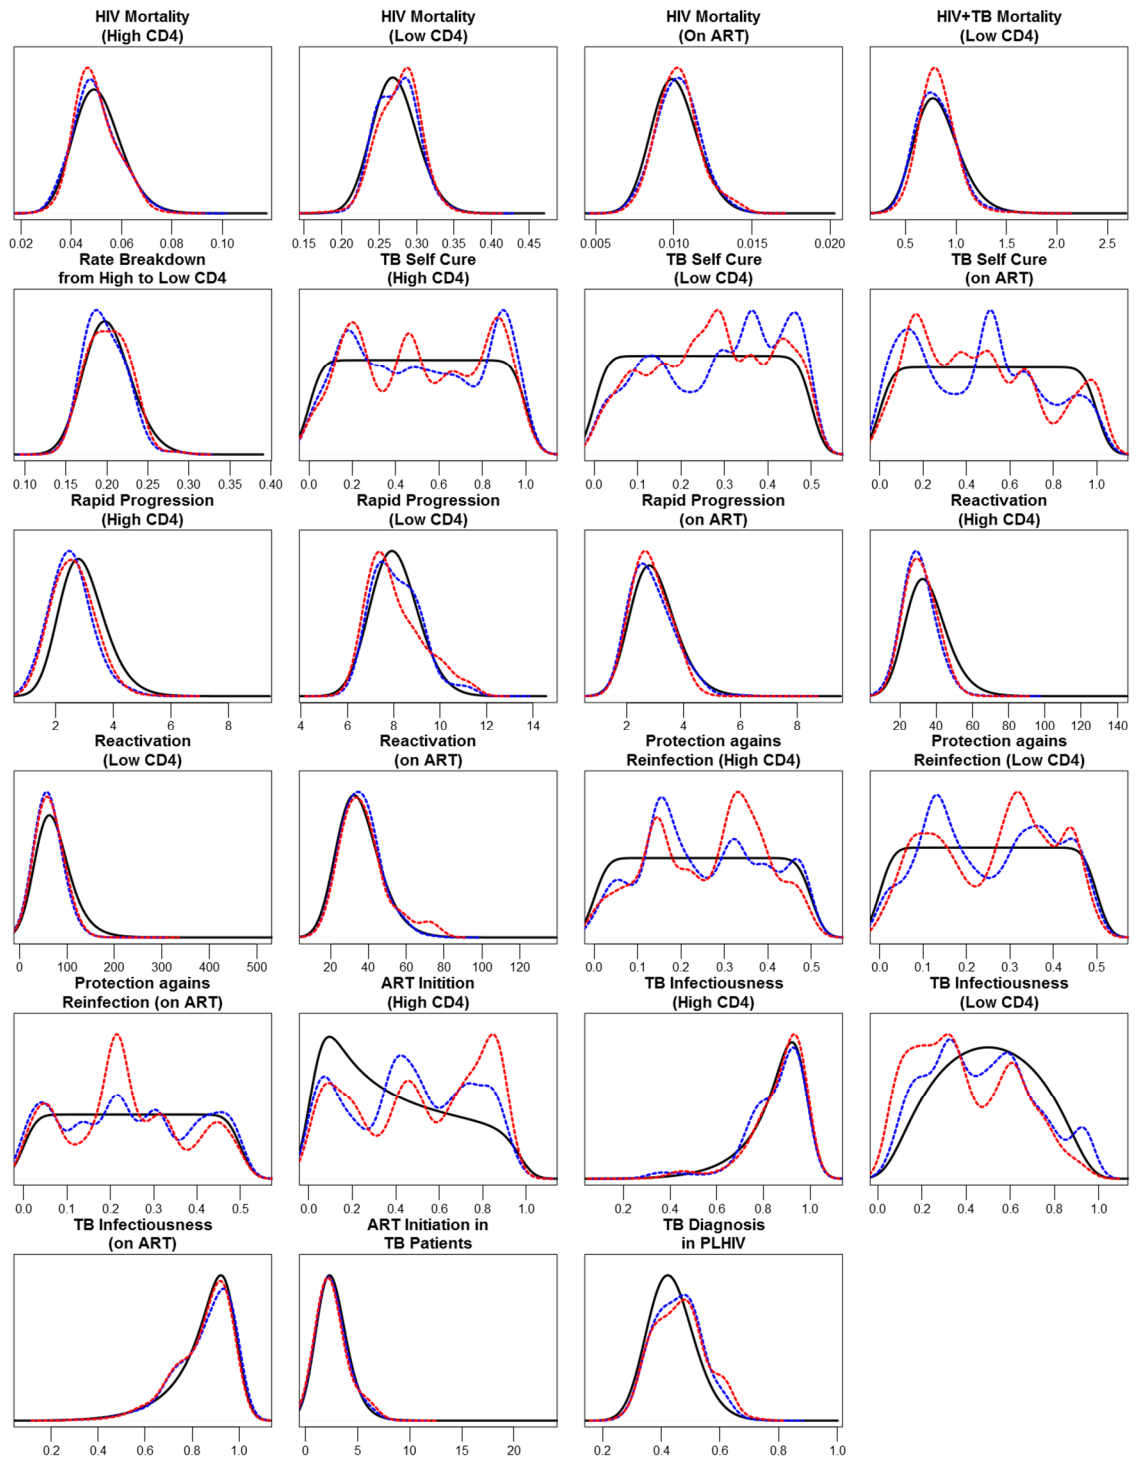 HIV Mortality
(High CD4)
HIV Mortality
(Low CD4)
HIV Mortality
(On ART)
HIV+TB Mortality
(Low CD4)
0.02 0.04 0.06 0.08 0.10
0.15 0.20 0.25 0.30 0.35 0.40 0.45
0.005 0.010 0.015 0.020
0.5 1.0 1.5 2.0 2.5
Rate Breakdown
from High to Low CD4
TB Self Cure
(High CD4)
TB Self Cure
(Low CD4)
TB Self Cure
(on ART)
0.10 0.15 0.20 0.25 0.30 0.35 0.40
0.0 0.2 0.4 0.6 0.8 1.0
0.0 0.1 0.2 0.3 0.4 0.5
0.0 0.2 0.4 0.6 0.8 1.0
Rapid Progression
(High CD4)
Rapid Progression
(Low CD4)
Rapid Progression
(on ART)
Reactivation
(High CD4)
2 4 6 8
4 6 8 10 12 14
2 4 6 8
20 40 60 80 100 120 140
Reactivation
(Low CD4)
Reactivation
(on ART)
Protection agains
Reinfection (High CD4)
Protection agains
Reinfection (Low CD4)
0 100 200 300 400 500
20 40 60 80 100 120
0.0 0.1 0.2 0.3 0.4 0.5
0.0 0.1 0.2 0.3 0.4 0.5
Protection agains
Reinfection (on ART)
ART Initition
(High CD4)
TB Infectiousness
(High CD4)
TB Infectiousness
(Low CD4)
0.0 0.1 0.2 0.3 0.4 0.5
0.0 0.2 0.4 0.6 0.8 1.0
0.2 0.4 0.6 0.8 1.0
0.0 0.2 0.4 0.6 0.8 1.0
TB Infectiousness
(on ART)
ART Initiation in
TB Patients
TB Diagnosis
in PLHIV
0.2 0.4 0.6 0.8 1.0
0 5 10 15 20
0.2 0.4 0.6 0.8 1.0